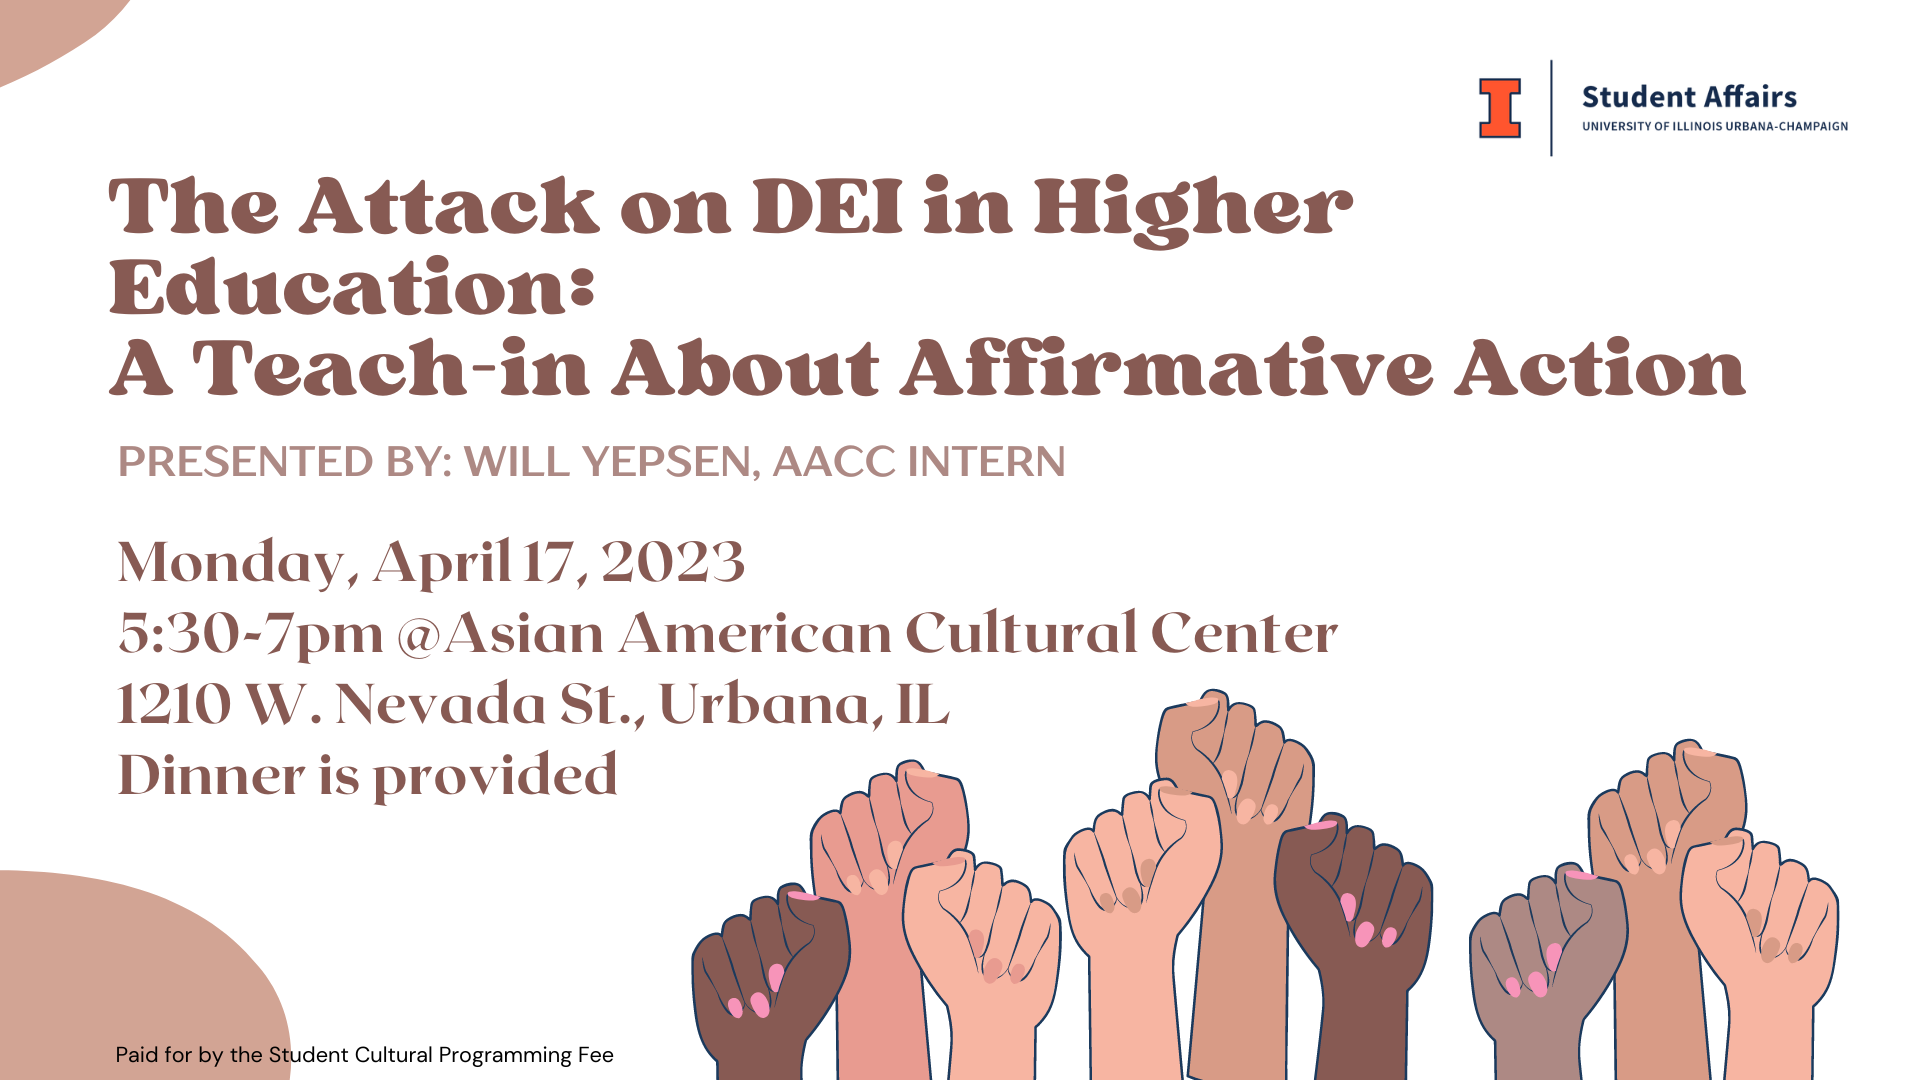 I
Student Affairs
UNIVERSITY OF ILLINOIS URBANA-CHAMPAIGN
The Attack on DEI in Higher
Education:
A Teach-in About Affirmative Action
PRESENTED BY: WILL YEPSEN, AACC INTERN
Monday, April 17, 2023
5:30-7pm @Asian American Cultural Center
1210 W. Nevada St., Urbana, IL
Dinner is provided
Paid for by the Student Cultural Programming Fee